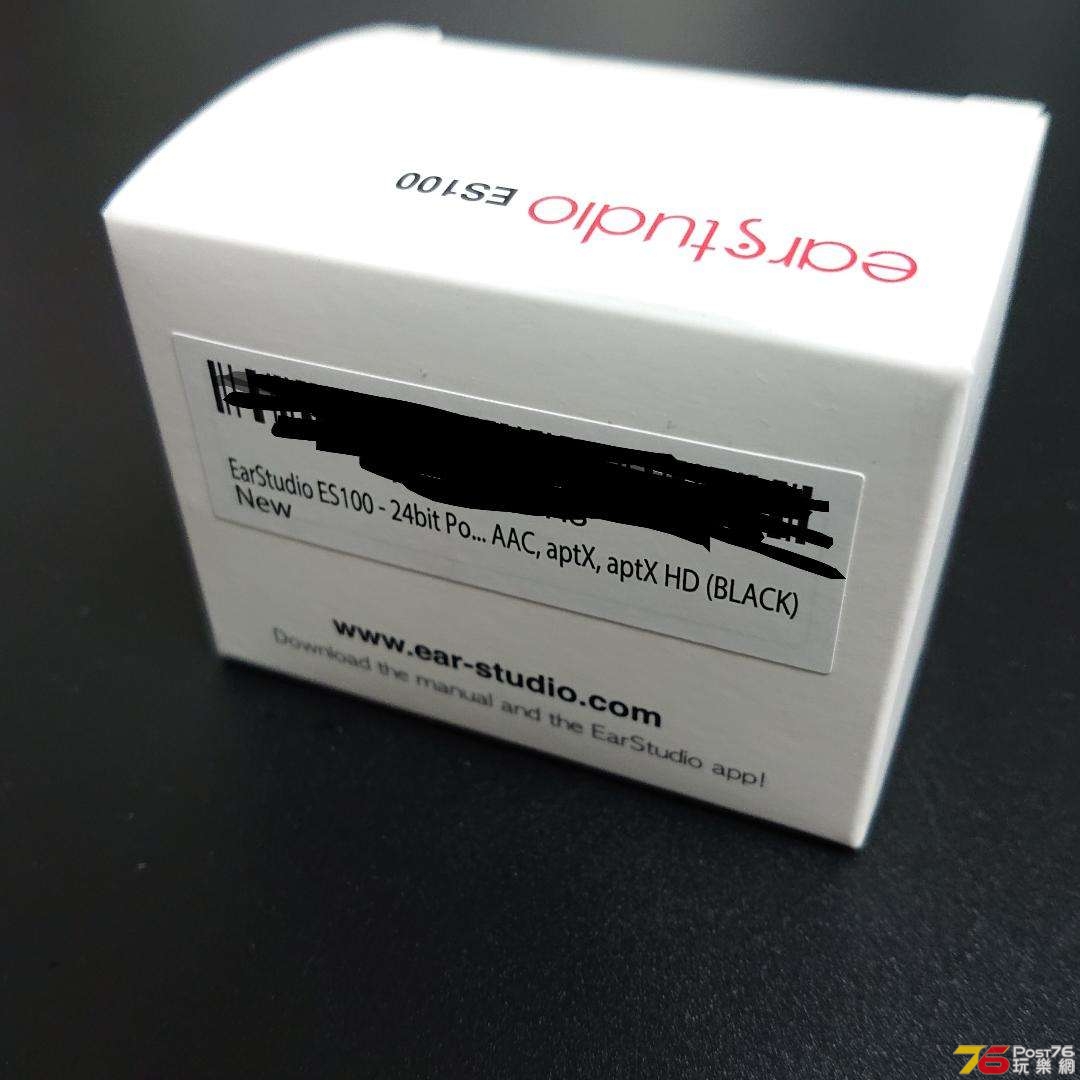 earstudio ES100
EarStudio ES100 - 24bit Po... AAC, aptX, aptX HD (BLACK)
New
www.ear-studio.com
Download the manual and the EarStudio app!
76 POST76
玩樂網